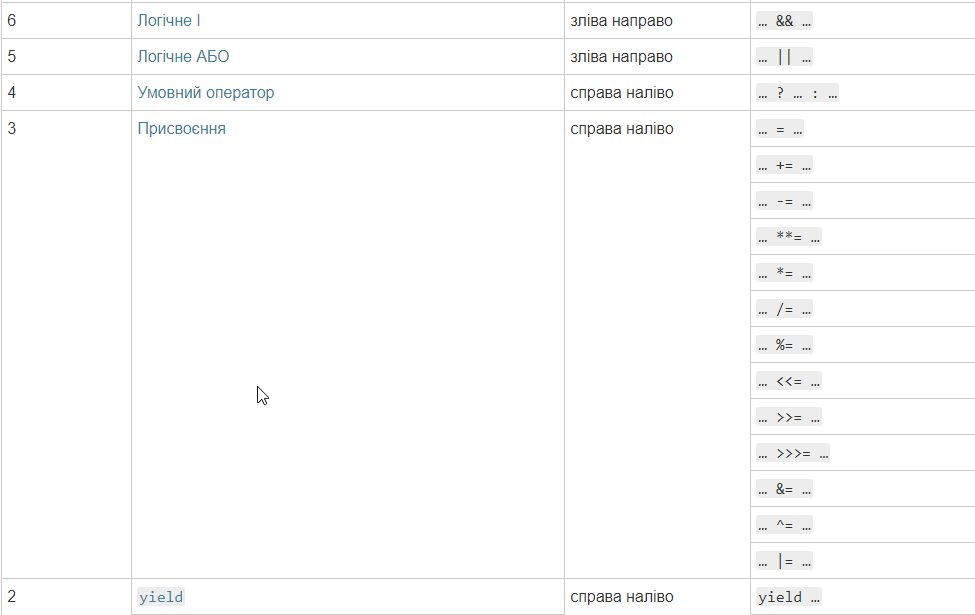 6 Логічне І зліва направо … && …
5 Логічне АБО зліва направо … || …
4 Умовний оператор справа наліво … ? … : …
3 Присвоєння справа наліво … = …
… += …
… -= …
… **= …
… *= …
… /= …
… %= …
… <<= …
… >>= …
… >>>= …
… &= …
… ^= …
… |= …
2 yield справа наліво yield …